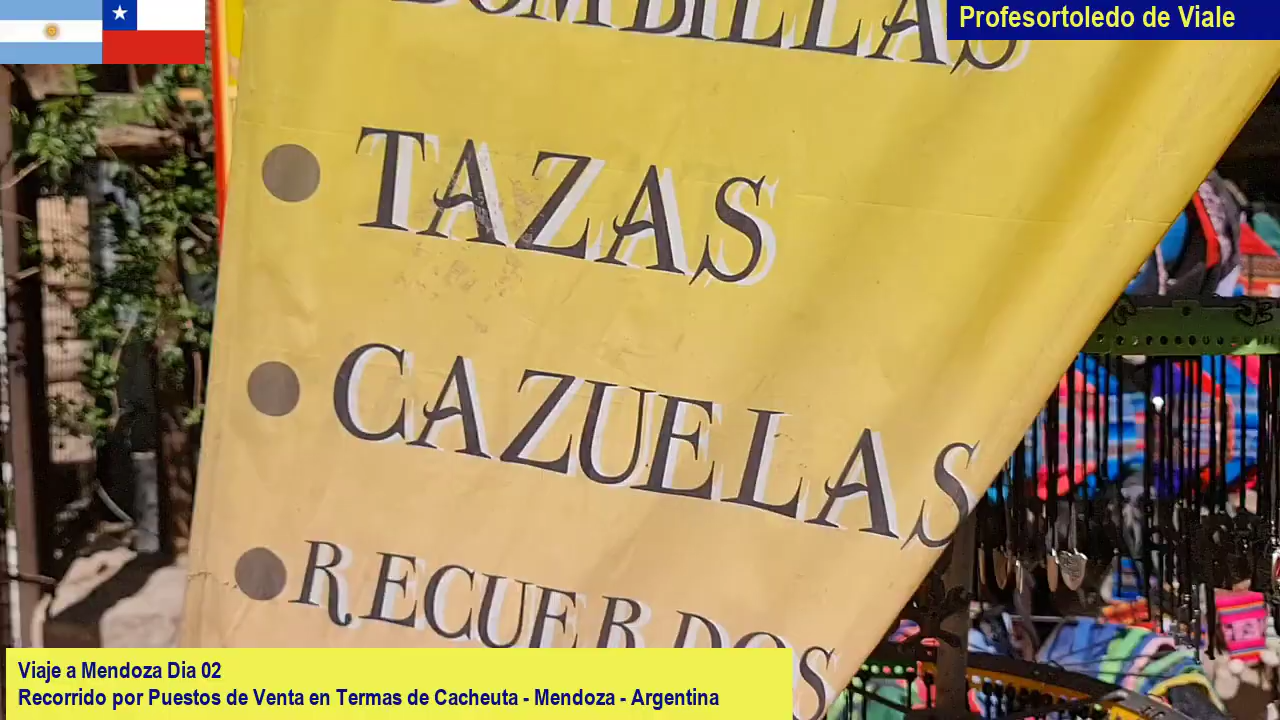 Profesortoledo de Viale
BOMBILLAS
TAZAS
CAZUELAS
RECUERDOS
Viaje a Mendoza Dia 02
Recorrido por Puestos de Venta en Termas de Cacheuta - Mendoza - Argentina